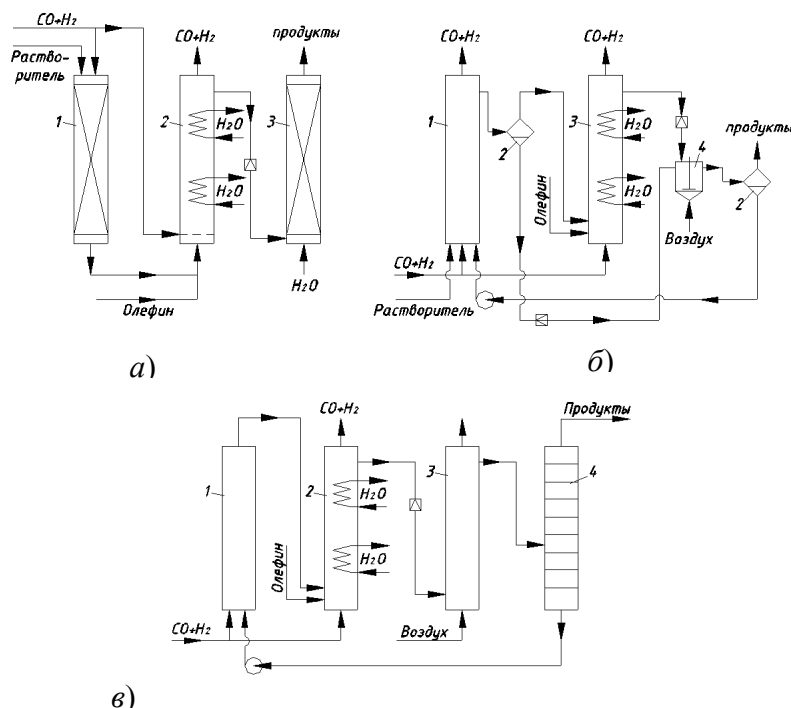 CO+H₂
Раство-
ритель
1
CO+H₂
2
H₂O
H₂O
продукты
3
Олефин
H₂O
а)
CO+H₂
1
2
CO+H₂
3
H₂O
H₂O
Олефин
4
продукты
2
Воздух
CO+H₂
Растворитель
б)
1
CO+H₂
2
H₂O
H₂O
Олефин
CO+H₂
3
Воздух
Продукты
4
в)